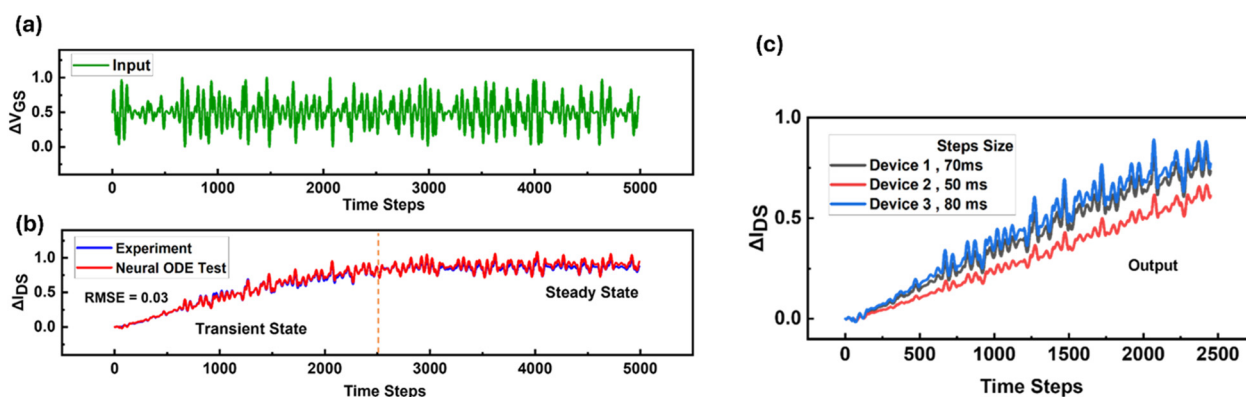 (a)
Input
ΔV_GS
1.0
0.5
0.0
0 1000 2000 3000 4000 5000
Time Steps
(b)
Experiment
Neural ODE Test
RMSE = 0.03
ΔI_DS
1.0
0.5
0.0
Transient State
Steady State
0 1000 2000 3000 4000 5000
Time Steps
(c)
Steps Size
Device 1 , 70ms
Device 2 , 50 ms
Device 3 , 80 ms
ΔI_DS
1.0
0.5
0.0
Output
0 500 1000 1500 2000 2500
Time Steps